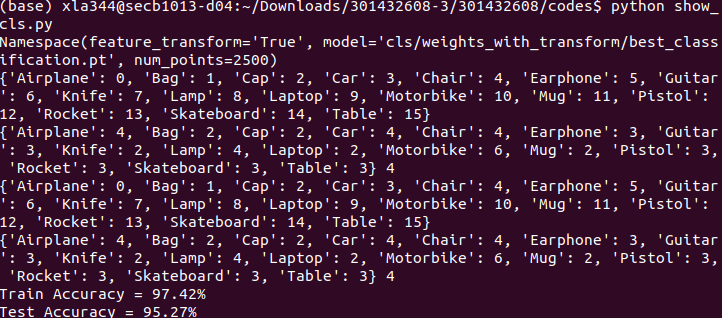 (base) xla344@secb1013-d04:~/Downloads/301432608-3/301432608/codes$ python show_
cls.py
Namespace(feature_transform='True', model='cls/weights_with_transform/best_class
ification.pt', num_points=2500)
{'Airplane': 0, 'Bag': 1, 'Cap': 2, 'Car': 3, 'Chair': 4, 'Earphone': 5, 'Guitar
': 6, 'Knife': 7, 'Lamp': 8, 'Laptop': 9, 'Motorbike': 10, 'Mug': 11, 'Pistol': 
12, 'Rocket': 13, 'Skateboard': 14, 'Table': 15}
{'Airplane': 4, 'Bag': 2, 'Cap': 2, 'Car': 4, 'Chair': 4, 'Earphone': 3, 'Guitar
': 3, 'Knife': 2, 'Lamp': 4, 'Laptop': 2, 'Motorbike': 6, 'Mug': 2, 'Pistol': 3,
 'Rocket': 3, 'Skateboard': 3, 'Table': 3} 4
{'Airplane': 0, 'Bag': 1, 'Cap': 2, 'Car': 3, 'Chair': 4, 'Earphone': 5, 'Guitar
': 6, 'Knife': 7, 'Lamp': 8, 'Laptop': 9, 'Motorbike': 10, 'Mug': 11, 'Pistol': 
12, 'Rocket': 13, 'Skateboard': 14, 'Table': 15}
{'Airplane': 4, 'Bag': 2, 'Cap': 2, 'Car': 4, 'Chair': 4, 'Earphone': 3, 'Guitar
': 3, 'Knife': 2, 'Lamp': 4, 'Laptop': 2, 'Motorbike': 6, 'Mug': 2, 'Pistol': 3,
 'Rocket': 3, 'Skateboard': 3, 'Table': 3} 4
Train Accuracy = 97.42%
Test Accuracy = 95.27%